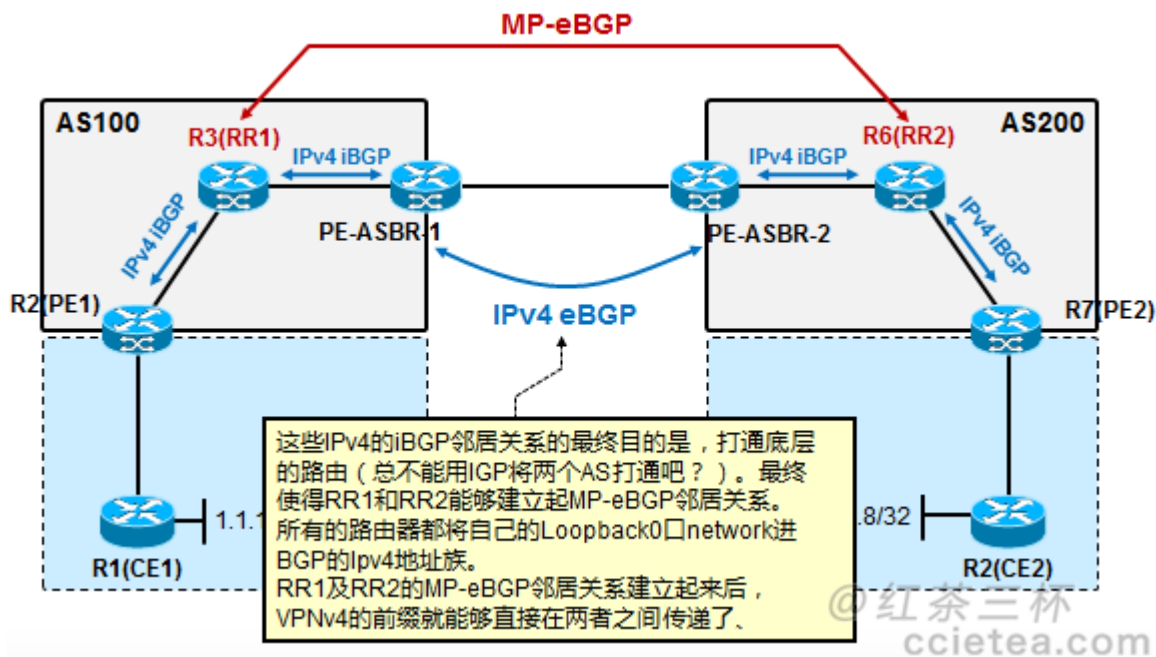 MP-eBGP
AS100
AS200
R3(RR1)
R6(RR2)
IPv4 iBGP
IPv4 iBGP
IPv4 iBGP
IPv4 iBGP
PE-ASBR-1
PE-ASBR-2
R2(PE1)
IPv4 eBGP
R7(PE2)
这些IPv4的iBGP邻居关系的最终目的是，打通底层
的路由（总不能用IGP将两个AS打通吧？）。最终
使得RR1和RR2能够建立起MP-eBGP邻居关系。
所有的路由器都将自己的Loopback0口network进
BGP的Ipv4地址族。
RR1及RR2的MP-eBGP邻居关系建立起来后，
VPNv4的前缀就能够直接在两者之间传递了、
1.1.1
.8/32
R1(CE1)
R2(CE2)
@红茶三杯
ccietea.com